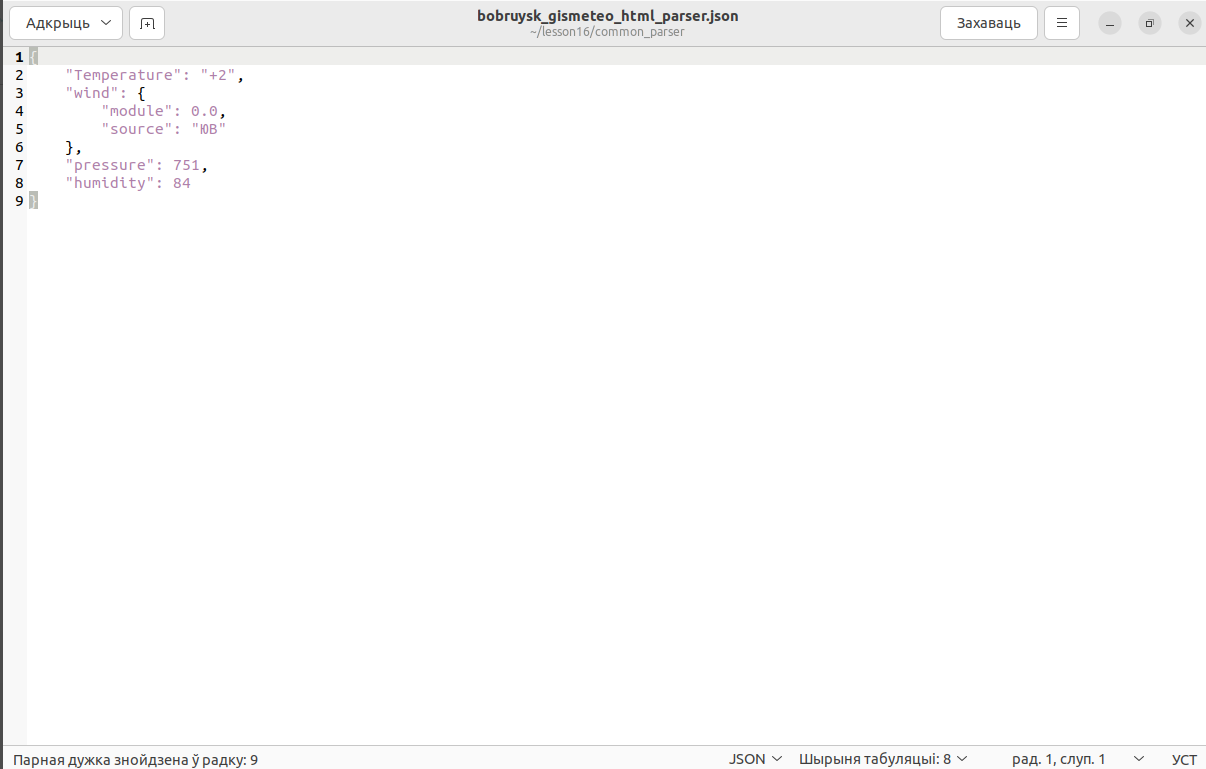 Адкрыць
bobruysk_gismeteo_html_parser.json
~/lesson16/common_parser
Захаваць
1 {
2     "Temperature": "+2",
3     "wind": {
4         "module": 0.0,
5         "source": "ЮВ"
6     },
7     "pressure": 751,
8     "humidity": 84
9 }
Парная дужка знойдзена ў радку: 9
JSON
Шырыня табуляцыі: 8
рад. 1, слуп. 1
УСТ